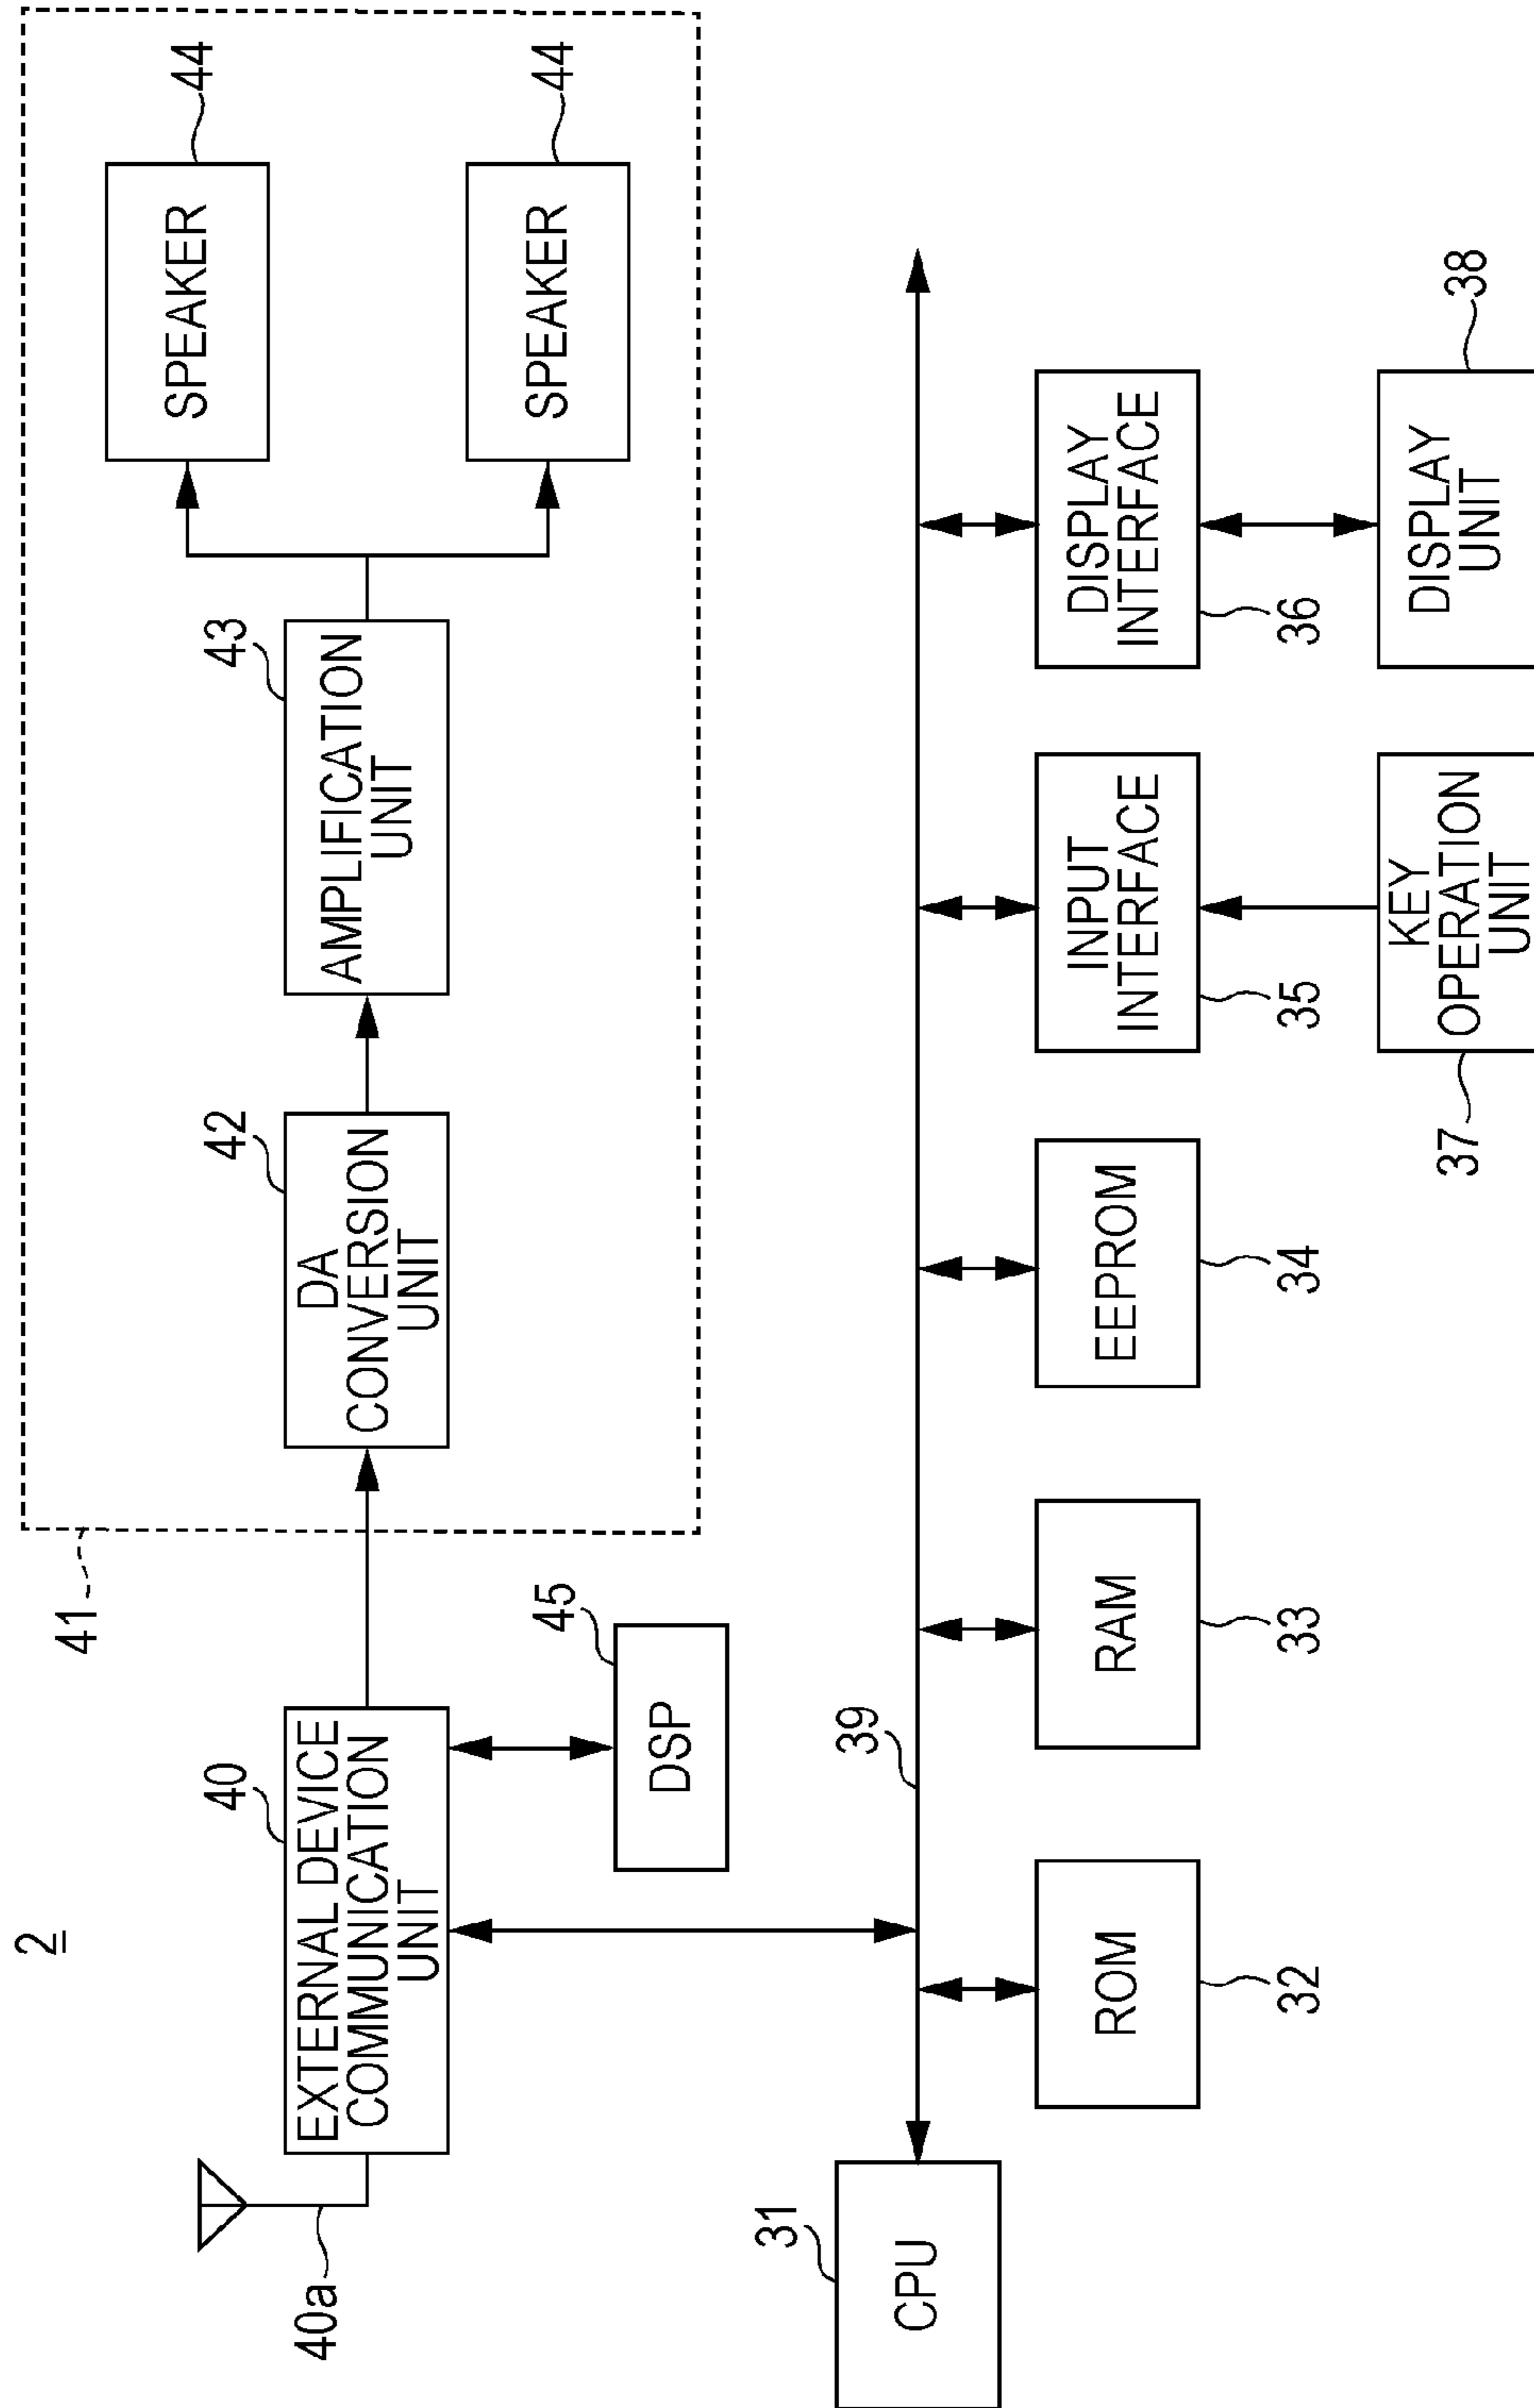 2
40a
40
EXTERNAL DEVICE
COMMUNICATION
UNIT
41
42
DA
CONVERSION
UNIT
43
AMPLIFICATION
UNIT
44
SPEAKER
44
SPEAKER
45
DSP
31
CPU
39
ROM
32
RAM
33
EEPROM
34
INPUT
INTERFACE
35
DISPLAY
INTERFACE
36
37
KEY
OPERATION
UNIT
38
DISPLAY
UNIT